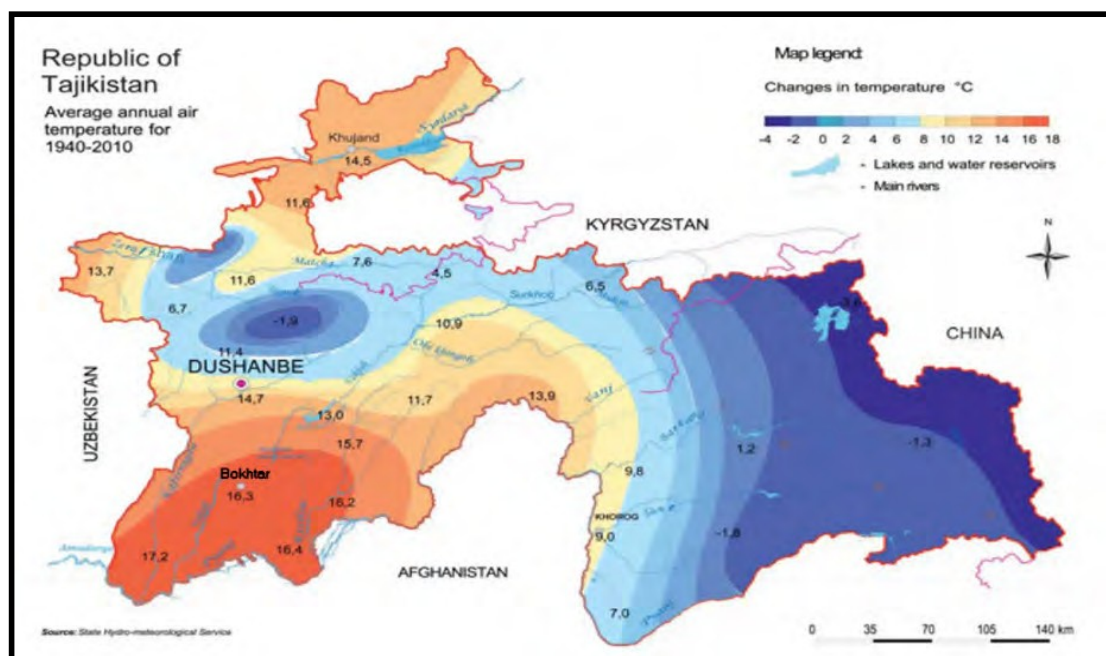 Republic of
Tajikistan
Average annual air
temperature for
1940-2010
Map legend:
Changes in temperature °C
-4 -2 0 2 4 6 8 10 12 14 16 18
- Lakes and water reservoirs
- Main rivers
Khujand
14,5
11,6
KYRGYZSTAN
N
13,7
11,6
Matcha
7,6
4,5
6,5
6,7
-1,9
Surkhob
10,9
CHINA
11,4
DUSHANBE
14,7
UZBEKISTAN
13,0
11,7
13,9
Vanj
15,7
1,2
-1,3
Bokhtar
16,3
16,2
9,8
KHOROG
9,0
-1,8
17,2
16,4
AFGHANISTAN
7,0
Source: State Hydro-meteorological Service
0 35 70 105 140 km